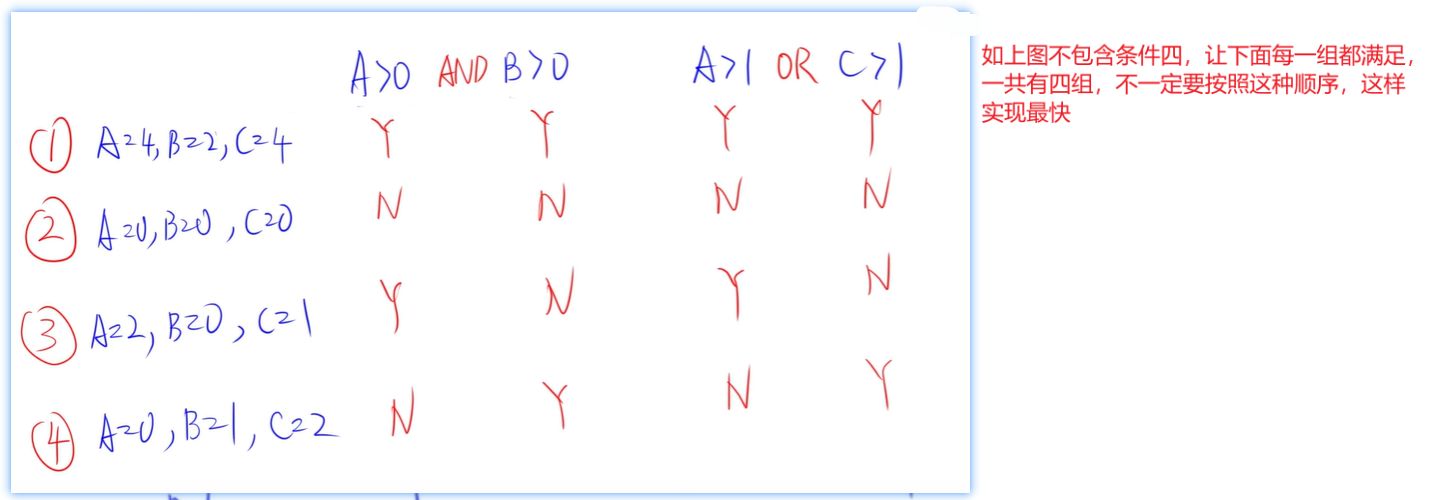 A>0 AND B>0 A>1 OR C>1
① A=4,B=2,C=4 Y Y Y Y
② A=0,B=0,C=0 N N N N
③ A=2,B=0,C=1 Y N Y N
④ A=0,B=1,C=2 N Y N Y
如上图不包含条件四，让下面每一组都满足，
一共有四组，不一定要按照这种顺序，这样
实现最快